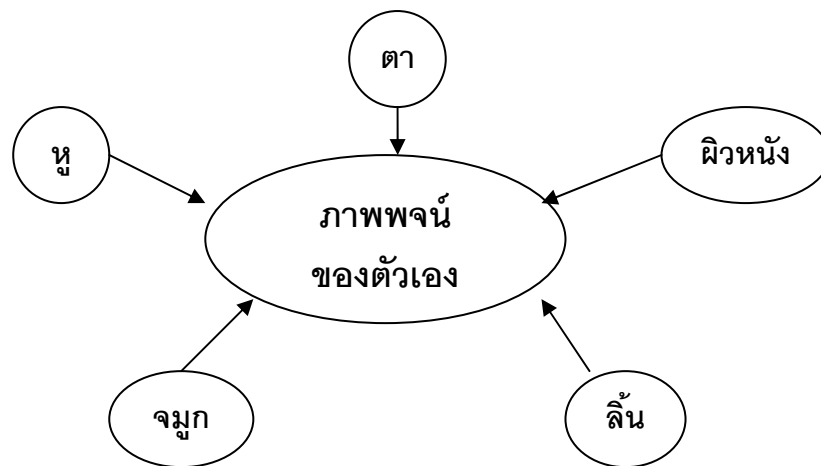 ตา
หู
ผิวหนัง
ภาพพจน์
ของตัวเอง
จมูก
ลิ้น